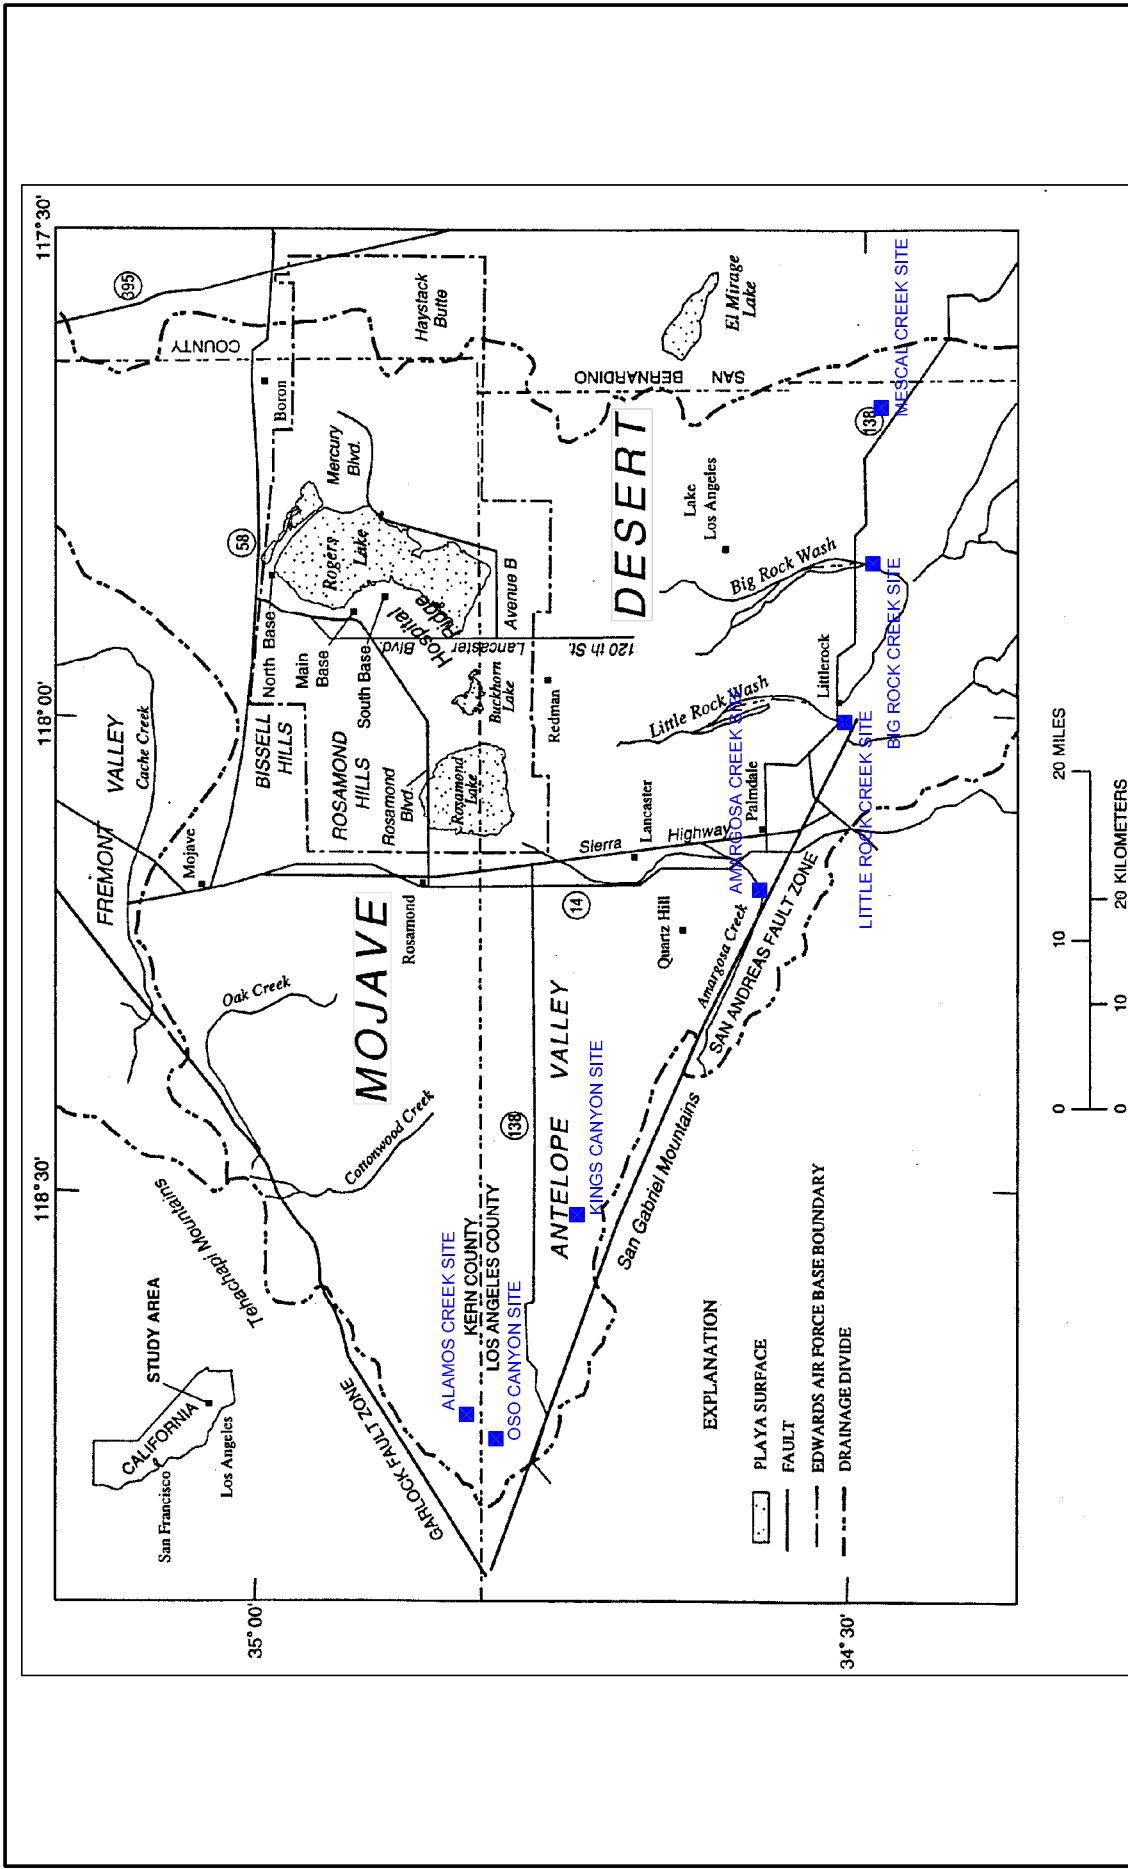 117°30'
118°00'
118°30'
35°00'
34°30'
395
COUNTY
Haystack
Butte
El Mirage
Lake
SAN BERNARDINO
MESCAL CREEK SITE
138
Boron
Mercury
Blvd.
58
Rogers
Lake
DESERT
Lake
Los Angeles
Big Rock Wash
BIG ROCK CREEK SITE
North Base
Main
Base
South Base
Hospital
Ridge
Avenue B
Lancaster Blvd.
120 th St.
Buckhorn
Lake
Redman
Little Rock Wash
Littlerock
LITTLE ROCK CREEK SITE
FREMONT VALLEY
Cache Creek
Mojave
BISSELL
HILLS
ROSAMOND
HILLS
Rosamond
Blvd.
Rosamond
Lake
Rosamond
Sierra Highway
Lancaster
Palmdale
AMARGOSA CREEK SITE
14
Quartz Hill
Amargosa Creek
SAN ANDREAS FAULT ZONE
Oak Creek
MOJAVE
Cottonwood Creek
138
ANTELOPE VALLEY
KINGS CANYON SITE
San Gabriel Mountains
Tehachapi Mountains
GARLOCK FAULT ZONE
ALAMOS CREEK SITE
KERN COUNTY
LOS ANGELES COUNTY
OSO CANYON SITE
STUDY AREA
CALIFORNIA
San Francisco
Los Angeles
EXPLANATION
PLAYA SURFACE
FAULT
EDWARDS AIR FORCE BASE BOUNDARY
DRAINAGE DIVIDE
0 10 20 MILES
0 10 20 KILOMETERS